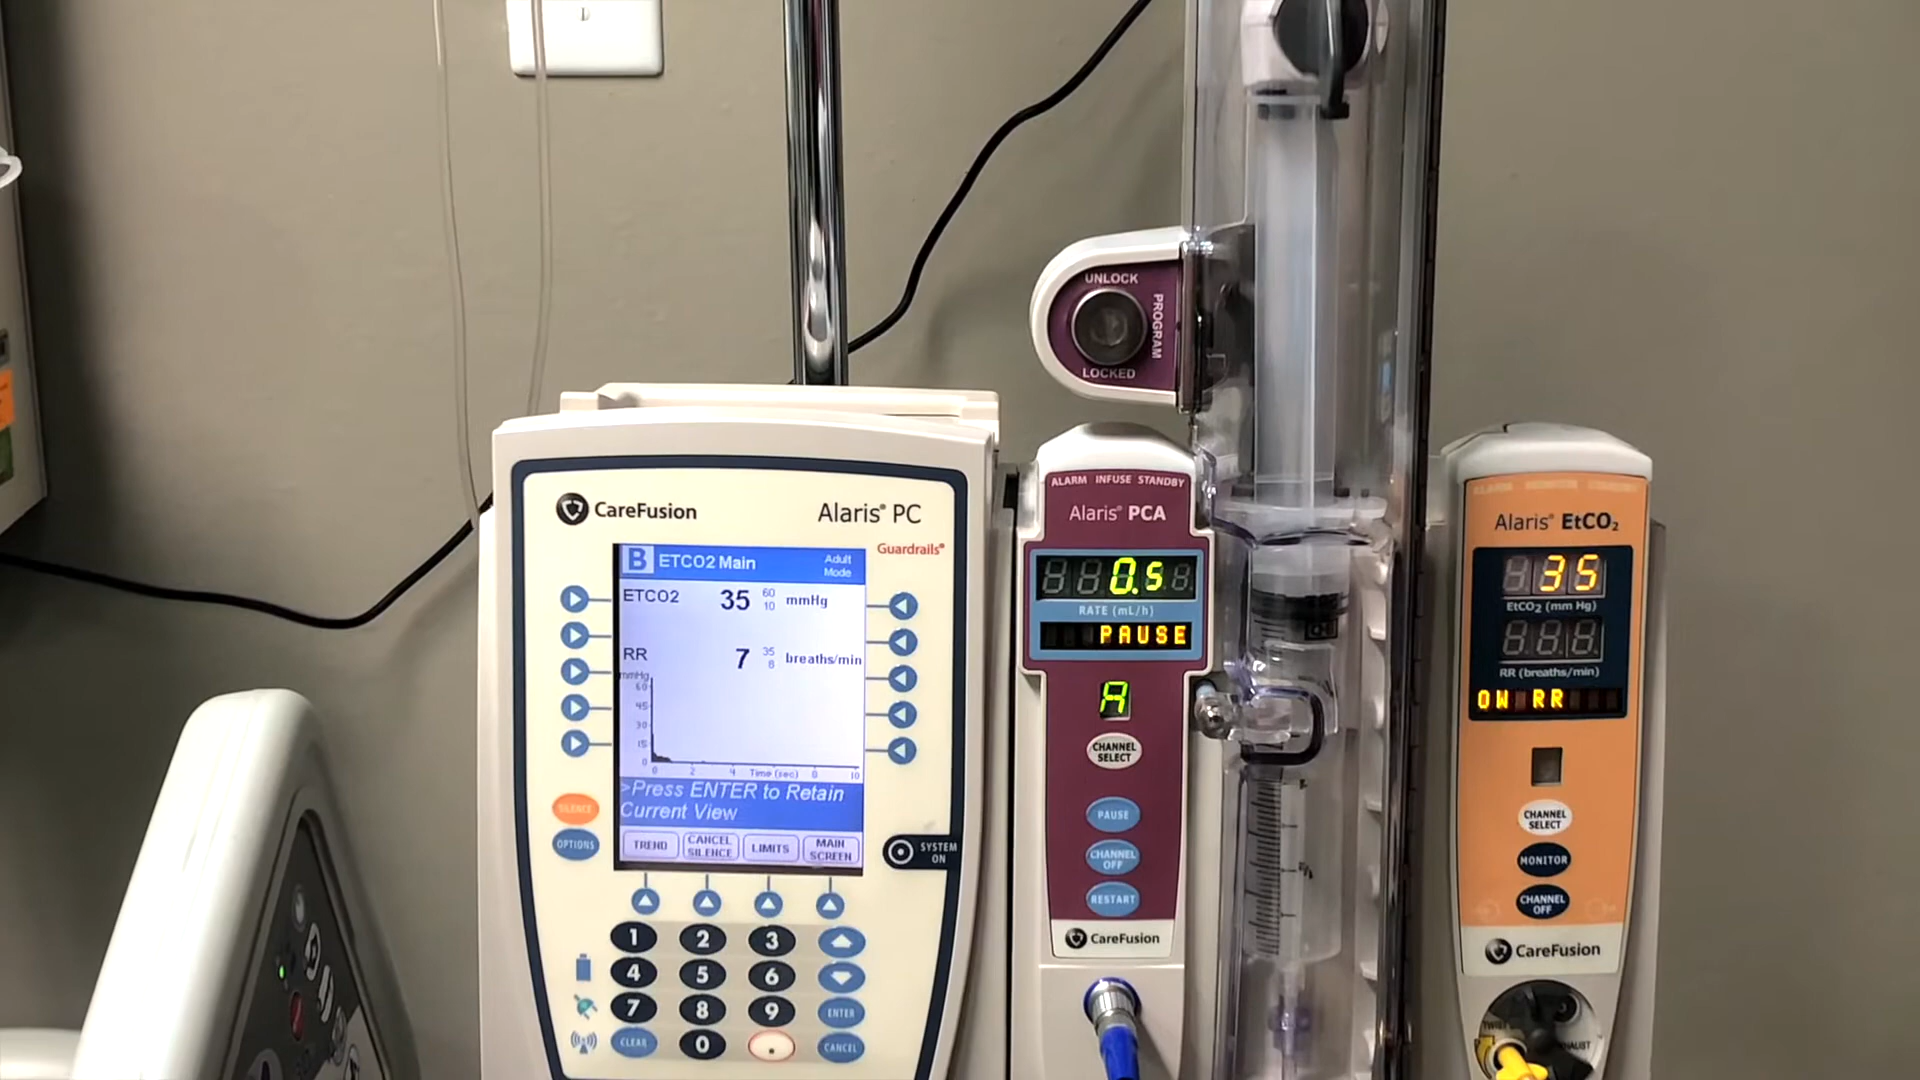 CareFusion
Alaris® PC
Guardrails®
B ETCO2 Main
Adult
Mode
ETCO2 35 60 10 mmHg
RR 7 35 8 breaths/min
mmHg
60
45
30
15
0
0 2 4 Time (sec) 8 10
>Press ENTER to Retain
Current View
TREND
CANCEL
SILENCE
LIMITS
MAIN
SCREEN
SILENCE
OPTIONS
SYSTEM
ON
1 2 3
4 5 6
7 8 9
ENTER
CLEAR 0 . CANCEL
UNLOCK
PROGRAM
LOCKED
ALARM INFUSE STANDBY
Alaris® PCA
0.5
RATE (mL/h)
PAUSE
A
CHANNEL
SELECT
PAUSE
CHANNEL
OFF
RESTART
CareFusion
ALARM MONITOR STANDBY
Alaris® EtCO₂
35
EtCO₂ (mm Hg)
RR (breaths/min)
OW RR
CHANNEL
SELECT
MONITOR
CHANNEL
OFF
CareFusion